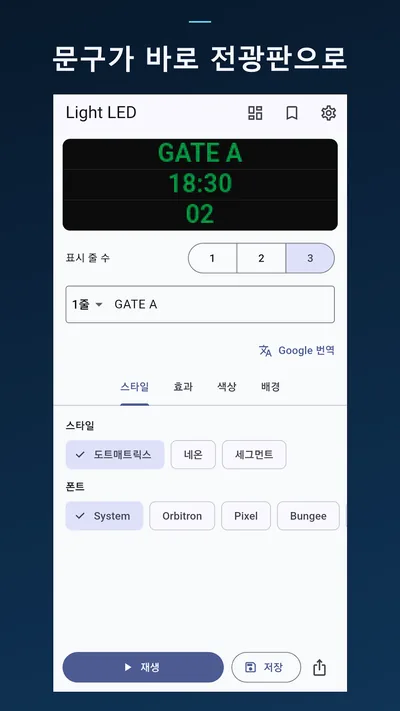 문구가 바로 전광판으로
Light LED
GATE A
18:30
02
표시 줄 수
1
2
3
1줄
GATE A
Google 번역
스타일
효과
색상
배경
스타일
도트매트릭스
네온
세그먼트
폰트
System
Orbitron
Pixel
Bungee
재생
저장